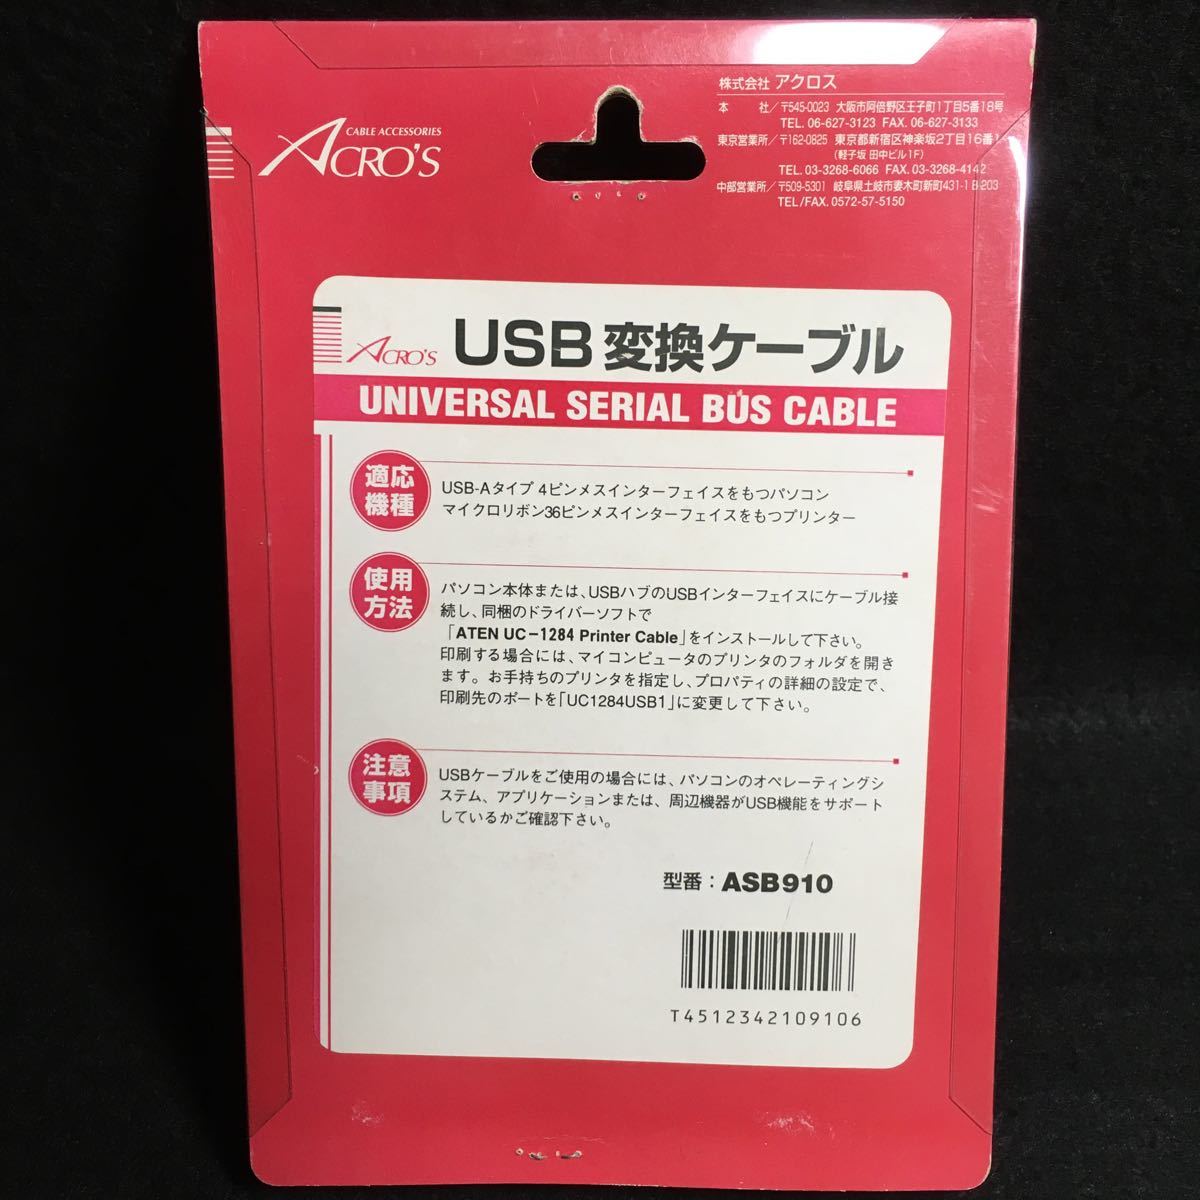 CABLE ACCESSORIES
ACRO'S
株式会社 アクロス
本 社／〒545-0023 大阪市阿倍野区王子町1丁目5番18号
TEL. 06-627-3123 FAX. 06-627-3133
東京営業所／〒162-0825 東京都新宿区神楽坂2丁目16番
(軽子坂 田中ビル1F)
TEL. 03-3268-6066 FAX. 03-3268-4142
中部営業所／〒509-5301 岐阜県土岐市妻木町新町431-1 B203
TEL/FAX. 0572-57-5150
ACRO'S USB 変換ケーブル
UNIVERSAL SERIAL BUS CABLE
適応
機種
USB-Aタイプ 4ピンメスインターフェイスをもつパソコン
マイクロリボン36ピンメスインターフェイスをもつプリンター
使用
方法
パソコン本体または、USBハブのUSBインターフェイスにケーブル接
続し、同梱のドライバーソフトで
「ATEN UC-1284 Printer Cable」をインストールして下さい。
印刷する場合には、マイコンピュータのプリンタのフォルダを開き
ます。お手持ちのプリンタを指定し、プロパティの詳細の設定で、
印刷先のポートを「UC1284USB1」に変更して下さい。
注意
事項
USBケーブルをご使用の場合には、パソコンのオペレーティングシ
ステム、アプリケーションまたは、周辺機器がUSB機能をサポート
しているかご確認下さい。
型番：ASB910
T4512342109106